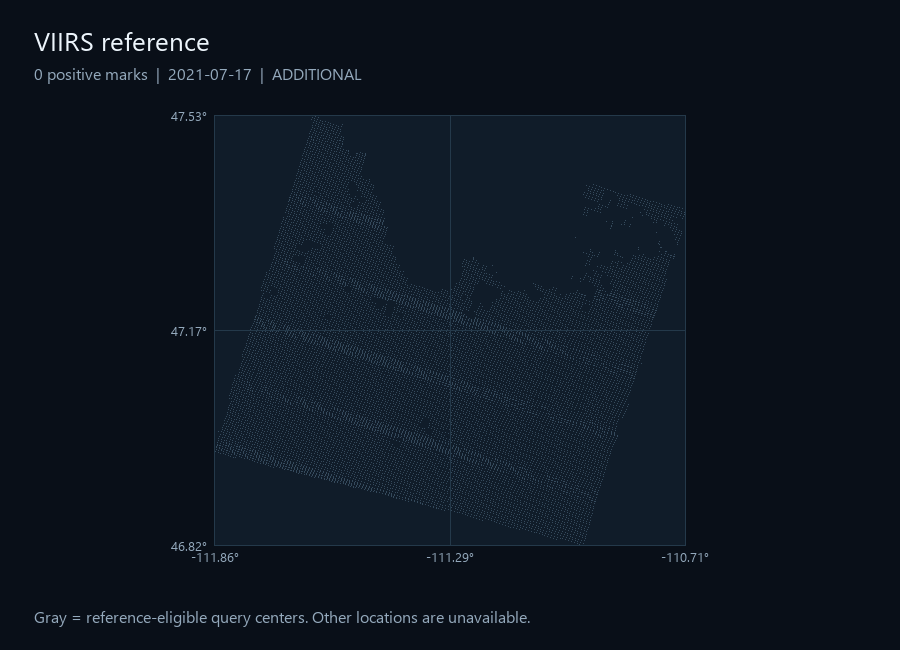 VIIRS reference
0 positive marks | 2021-07-17 | ADDITIONAL
47.53°
47.17°
46.82°
-111.86°
-111.29°
-110.71°
Gray = reference-eligible query centers. Other locations are unavailable.